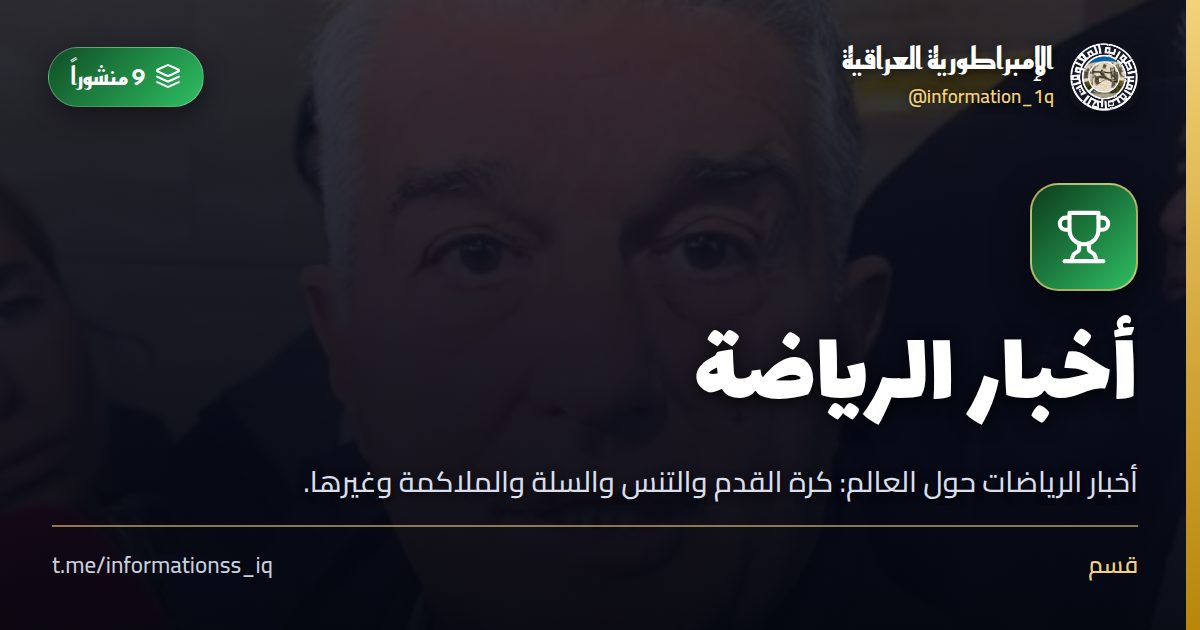 الإمبراطورية العراقية
@information_1q
9 منشوراً
أخبار الرياضة
أخبار الرياضات حول العالم: كرة القدم والتنس والسلة والملاكمة وغيرها.
قسم
t.me/informationss_iq